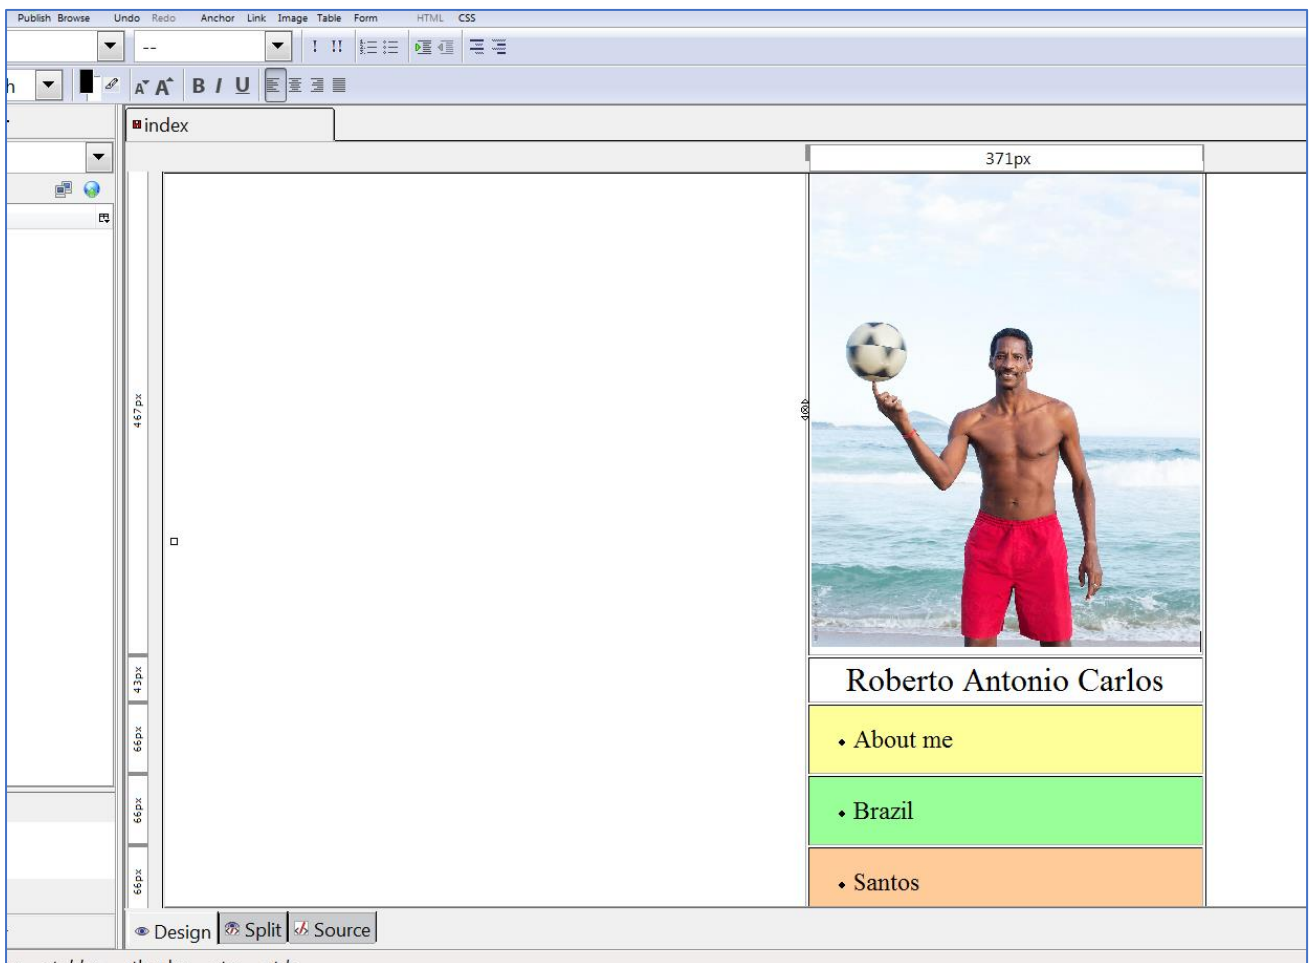 Publish Browse Undo Redo Anchor Link Image Table Form HTML CSS
--
h
B I U
index
371px
467px
43px
Roberto Antonio Carlos
66px
About me
66px
Brazil
66px
Santos
Design Split Source